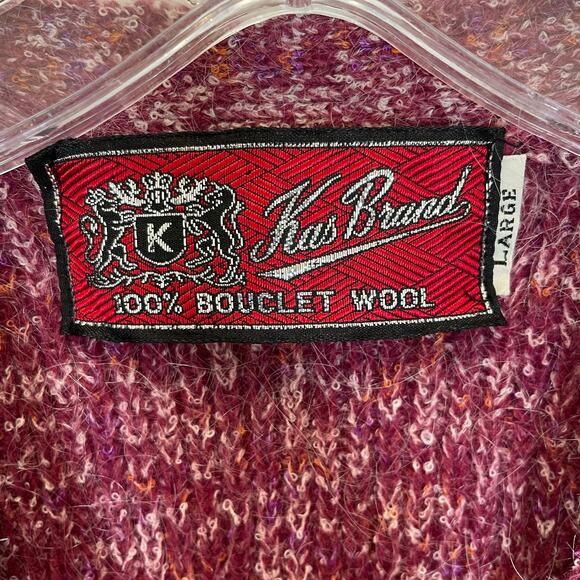 K
Kas Brand
100% BOUCLET WOOL
LARGE